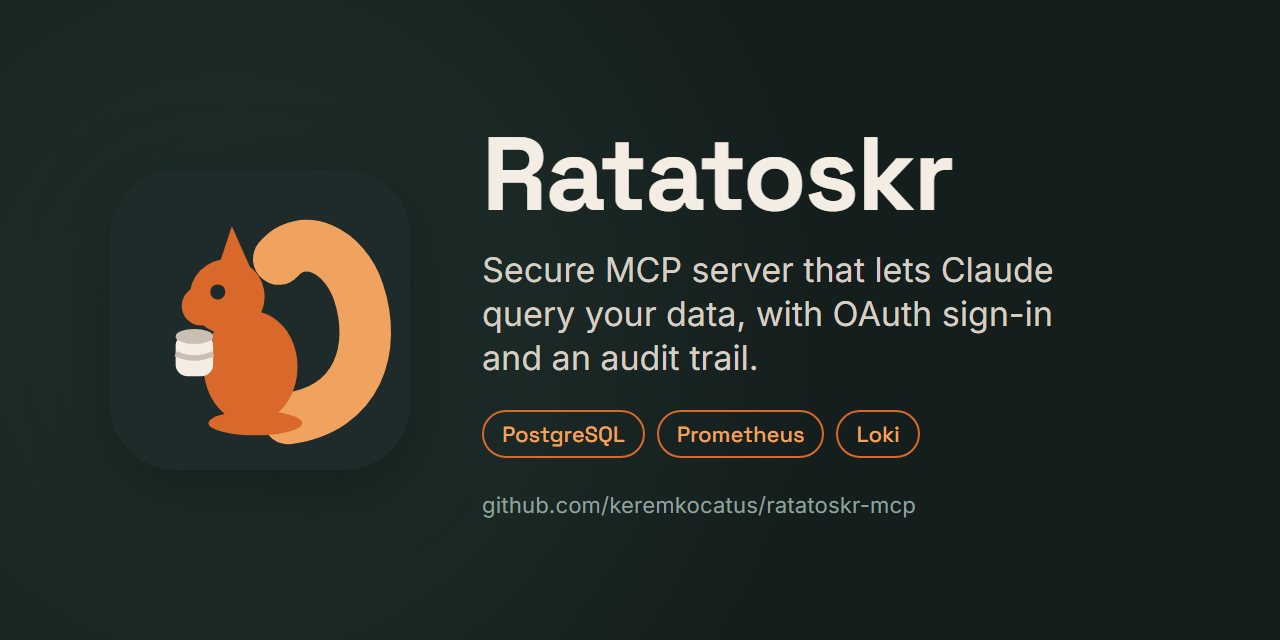 Ratatoskr
Secure MCP server that lets Claude
query your data, with OAuth sign-in
and an audit trail.
PostgreSQL Prometheus Loki
github.com/keremkocatus/ratatoskr-mcp